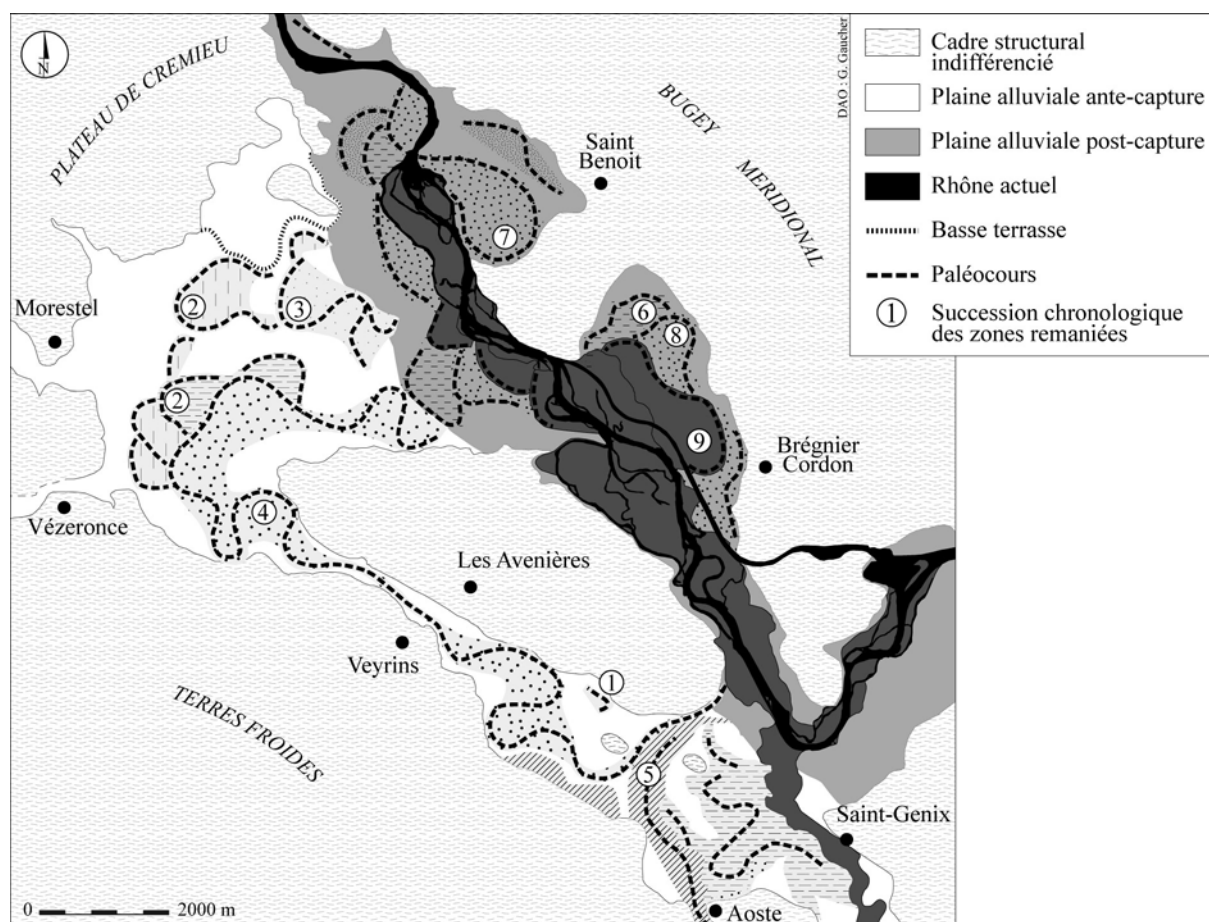 N
PLATEAU DE CREMIEU
BUGEY
MERIDIONAL
Saint
Benoit
DAO : G. Gaucher
Cadre structural
indifférencié
Plaine alluviale ante-capture
Plaine alluviale post-capture
Rhône actuel
Basse terrasse
Paléocours
1 Succession chronologique
des zones remaniées
7
2
3
6
8
Morestel
2
9
Brégnier
Cordon
Vézeronce
4
Les Avenières
Veyrins
1
TERRES FROIDES
5
Saint-Genix
0 2000 m
Aoste